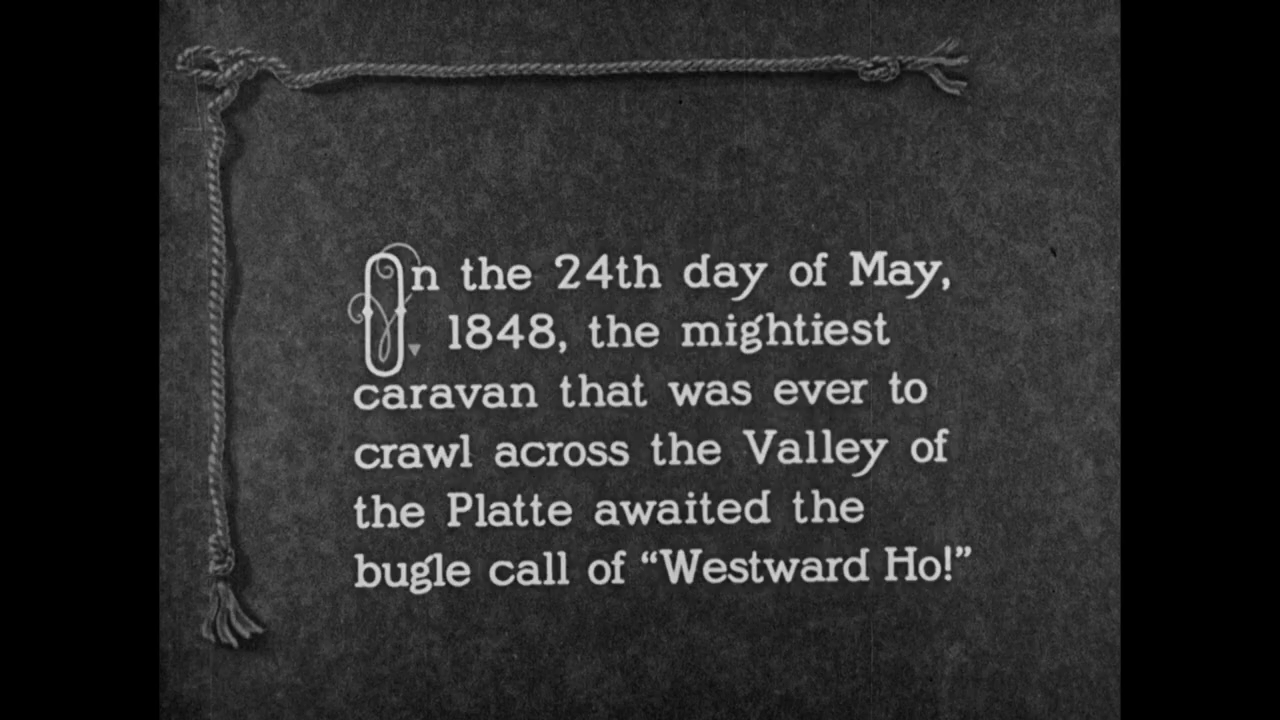 On the 24th day of May,
1848, the mightiest
caravan that was ever to
crawl across the Valley of
the Platte awaited the
bugle call of “Westward Ho!”